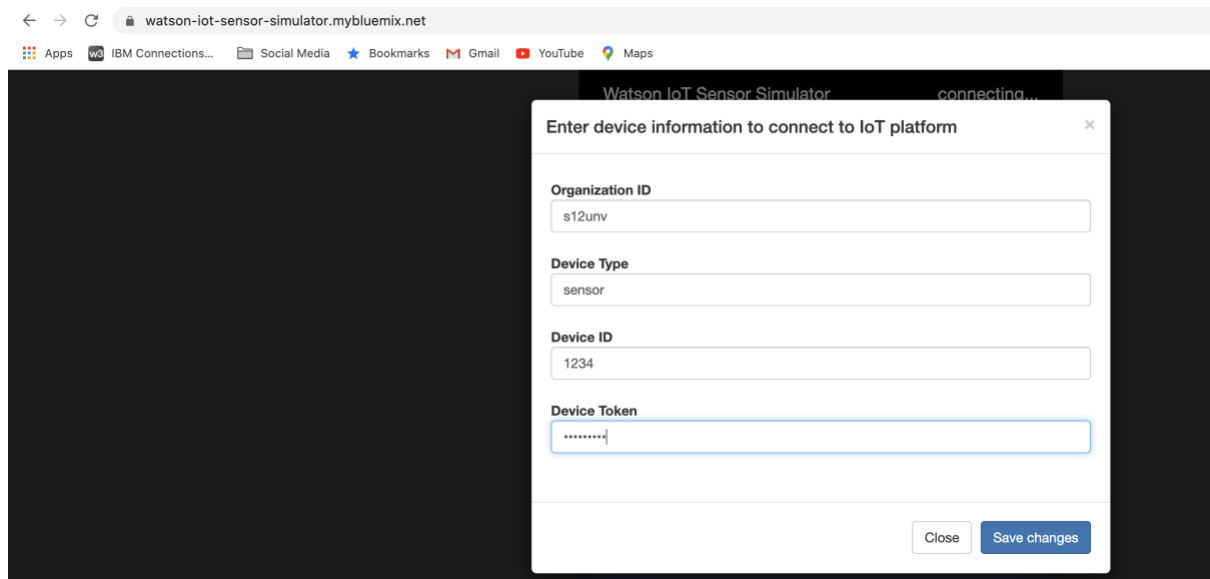 watson-iot-sensor-simulator.mybluemix.net
Apps w3 IBM Connections... Social Media Bookmarks Gmail YouTube Maps
Watson IoT Sensor Simulator connecting...
Enter device information to connect to IoT platform ×
Organization ID
s12unv
Device Type
sensor
Device ID
1234
Device Token
•••••••••
Close Save changes